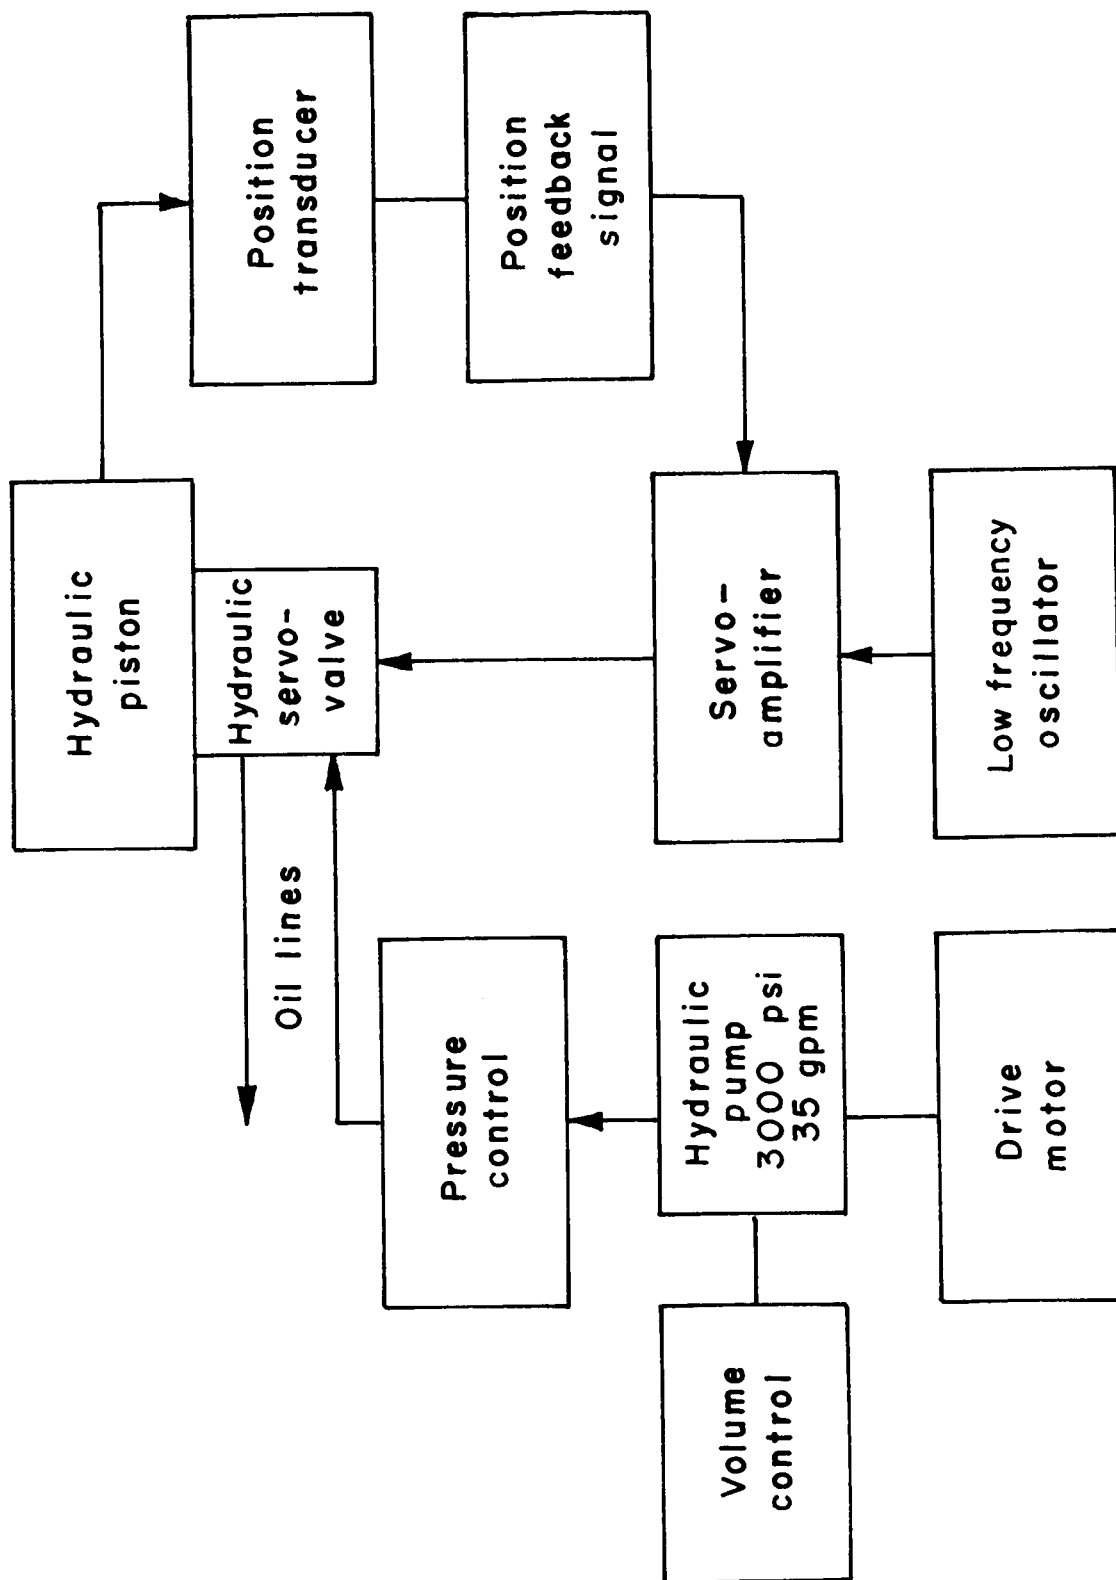 Hydraulic
piston
Hydraulic
servo-
valve
Position
transducer
Position
feedback
signal
Oil lines
Pressure
control
Servo-
amplifier
Hydraulic
pump
3000 psi
35 gpm
Volume
control
Drive
motor
Low frequency
oscillator